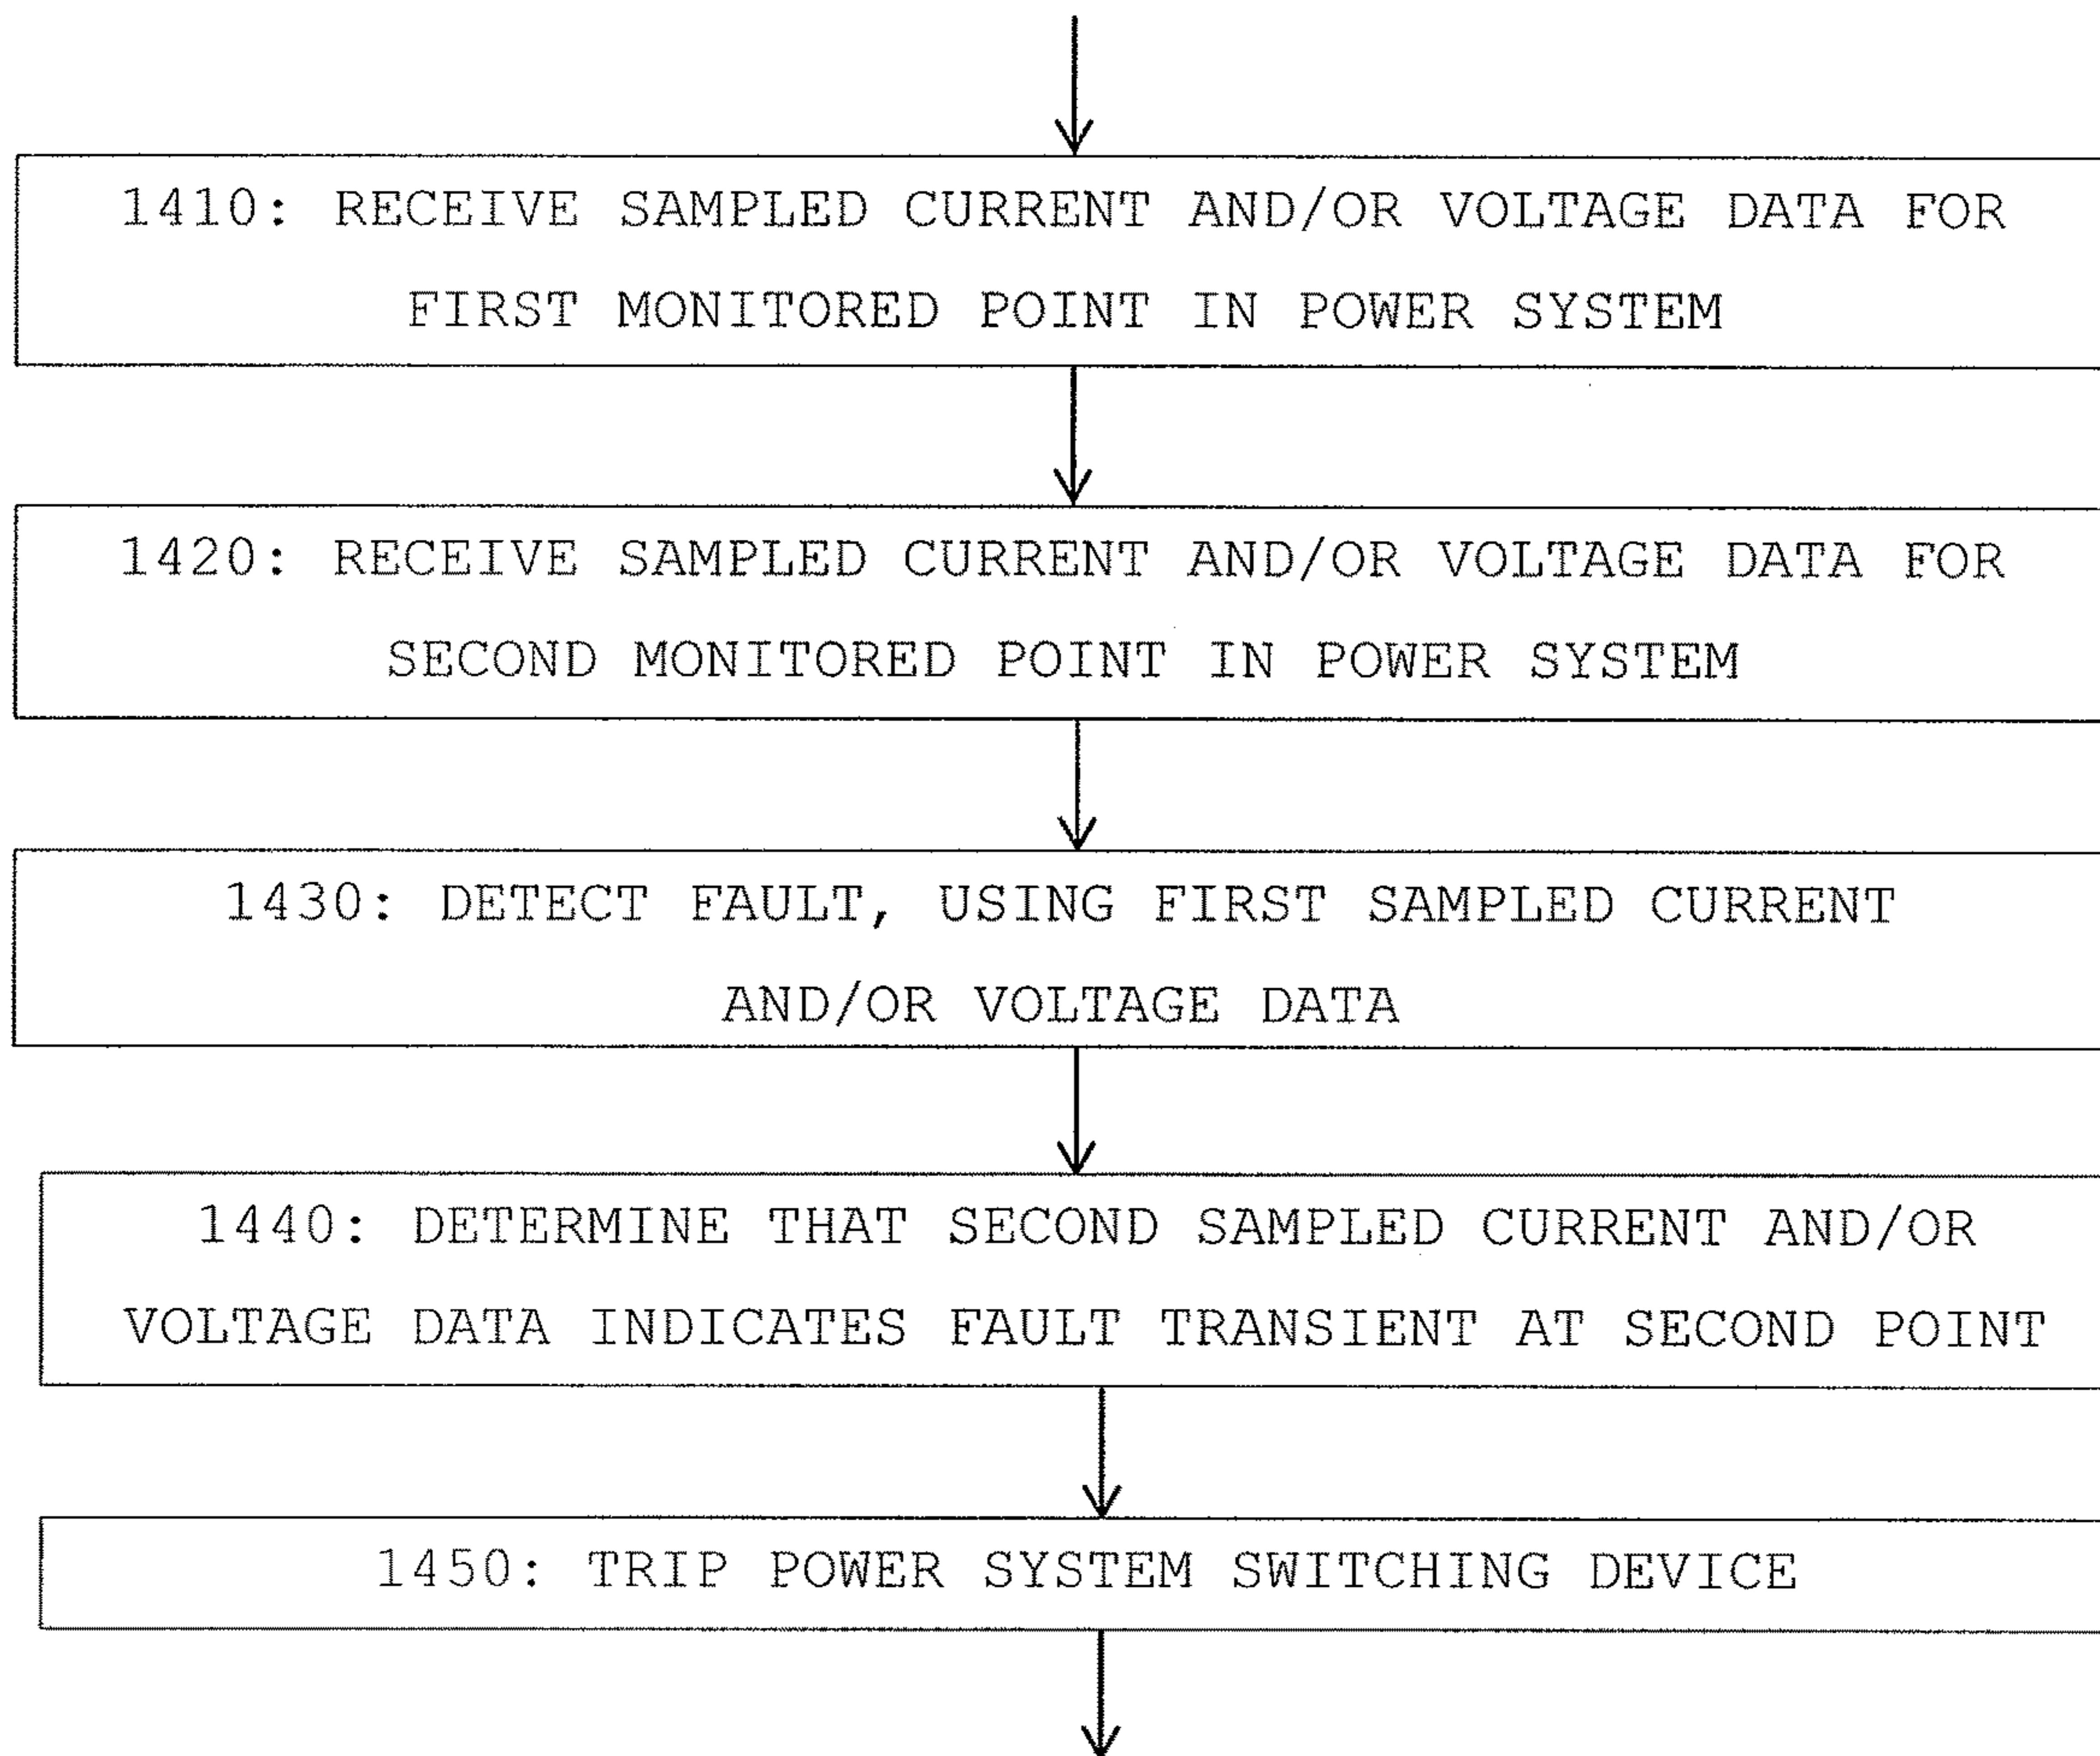 1410: RECEIVE SAMPLED CURRENT AND/OR VOLTAGE DATA FOR
FIRST MONITORED POINT IN POWER SYSTEM
1420: RECEIVE SAMPLED CURRENT AND/OR VOLTAGE DATA FOR
SECOND MONITORED POINT IN POWER SYSTEM
1430: DETECT FAULT, USING FIRST SAMPLED CURRENT
AND/OR VOLTAGE DATA
1440: DETERMINE THAT SECOND SAMPLED CURRENT AND/OR
VOLTAGE DATA INDICATES FAULT TRANSIENT AT SECOND POINT
1450: TRIP POWER SYSTEM SWITCHING DEVICE